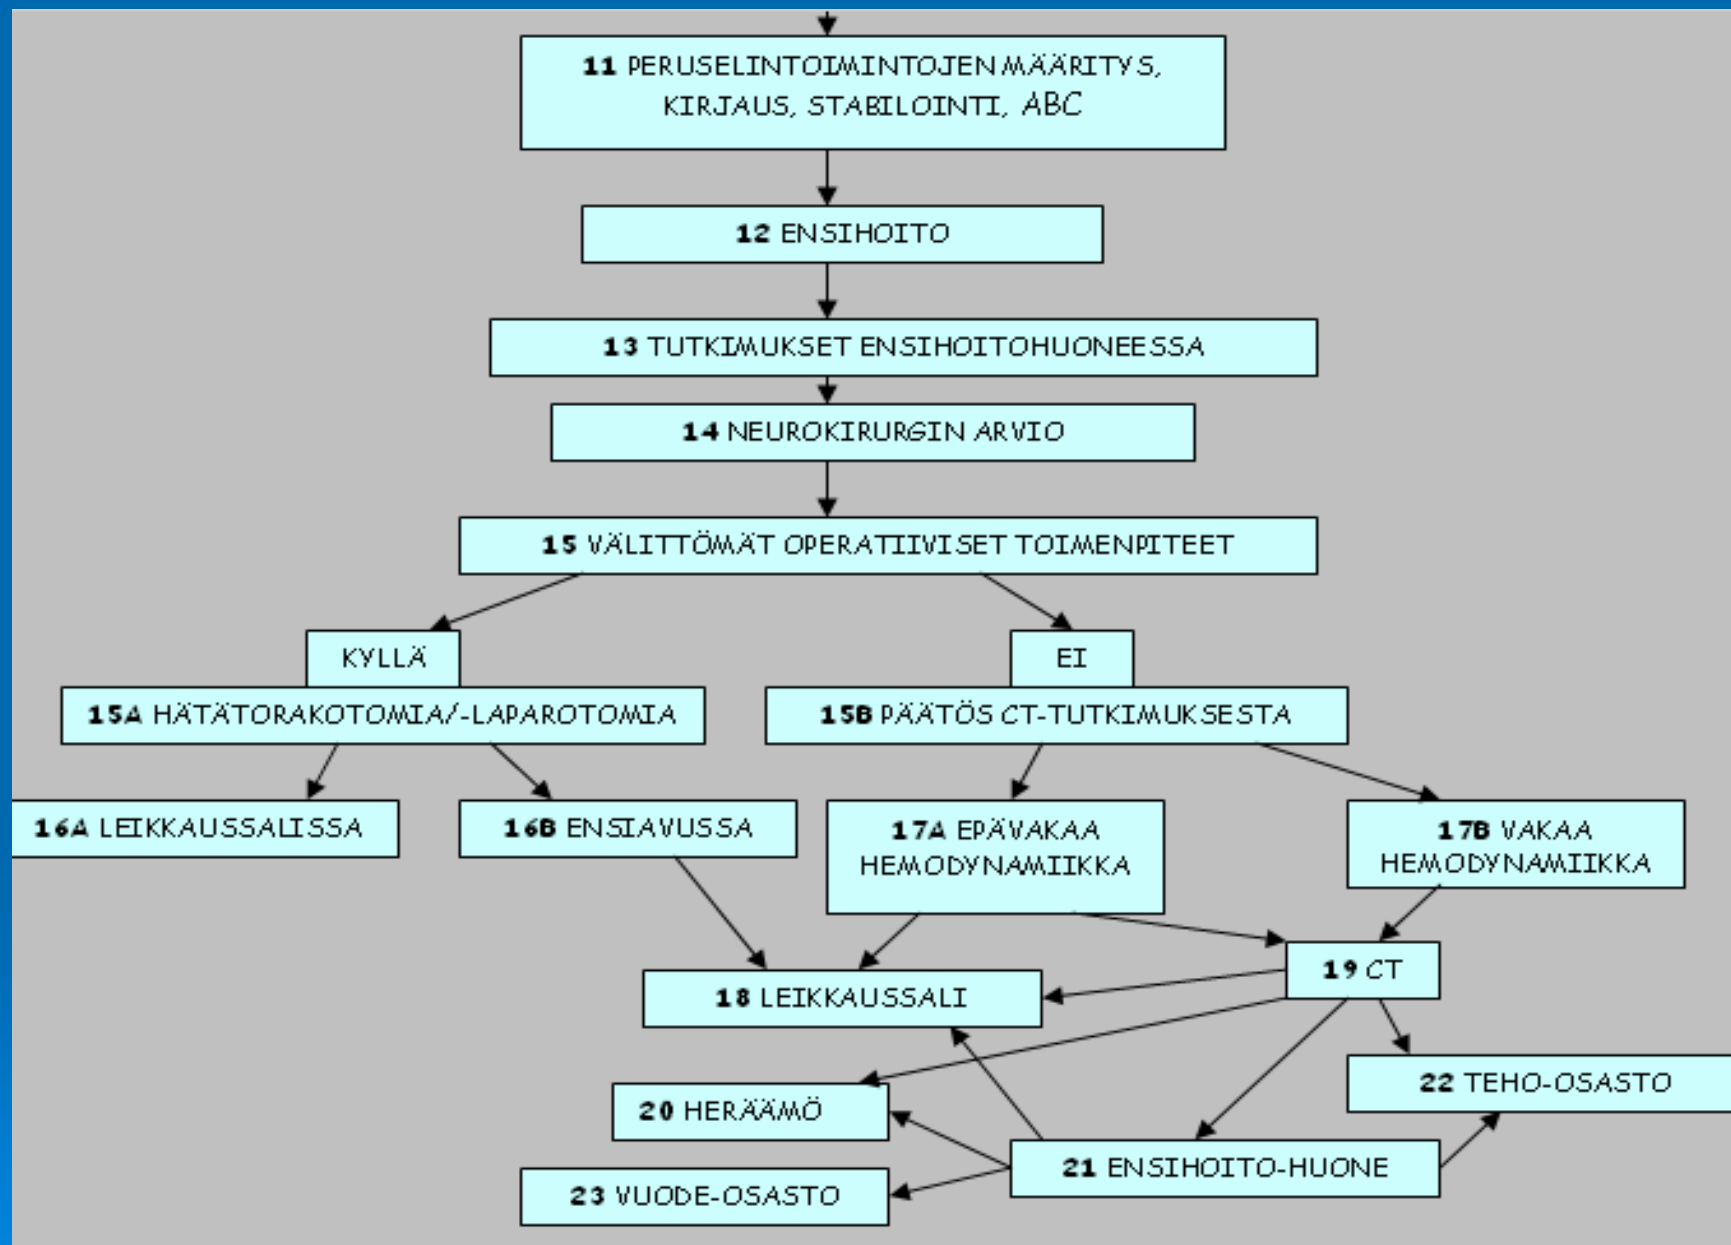 11 PERUSELINTOIMINTOJEN MÄÄRITYS,
KIRJAUS, STABILOINTI, ABC
12 ENSIHOITO
13 TUTKIMUKSET ENSIHOITOHUONEESSA
14 NEUROKIRURGIN ARVIO
15 VÄLITTÖMÄT OPERATIIVISET TOIMENPITEET
KYLLÄ
EI
15A HÄTÄTORAKOTOMIA/-LAPAROTOMIA
15B PÄÄTÖS CT-TUTKIMUKSESTA
16A LEIKKAUSSALISSA
16B ENSIAVUSSA
17A EPÄVAKAA
HEMODYNAMIIKKA
17B VAKAA
HEMODYNAMIIKKA
18 LEIKKAUSSALI
19 CT
20 HERÄÄMÖ
22 TEHO-OSASTO
21 ENSIHOITO-HUONE
23 VUODE-OSASTO